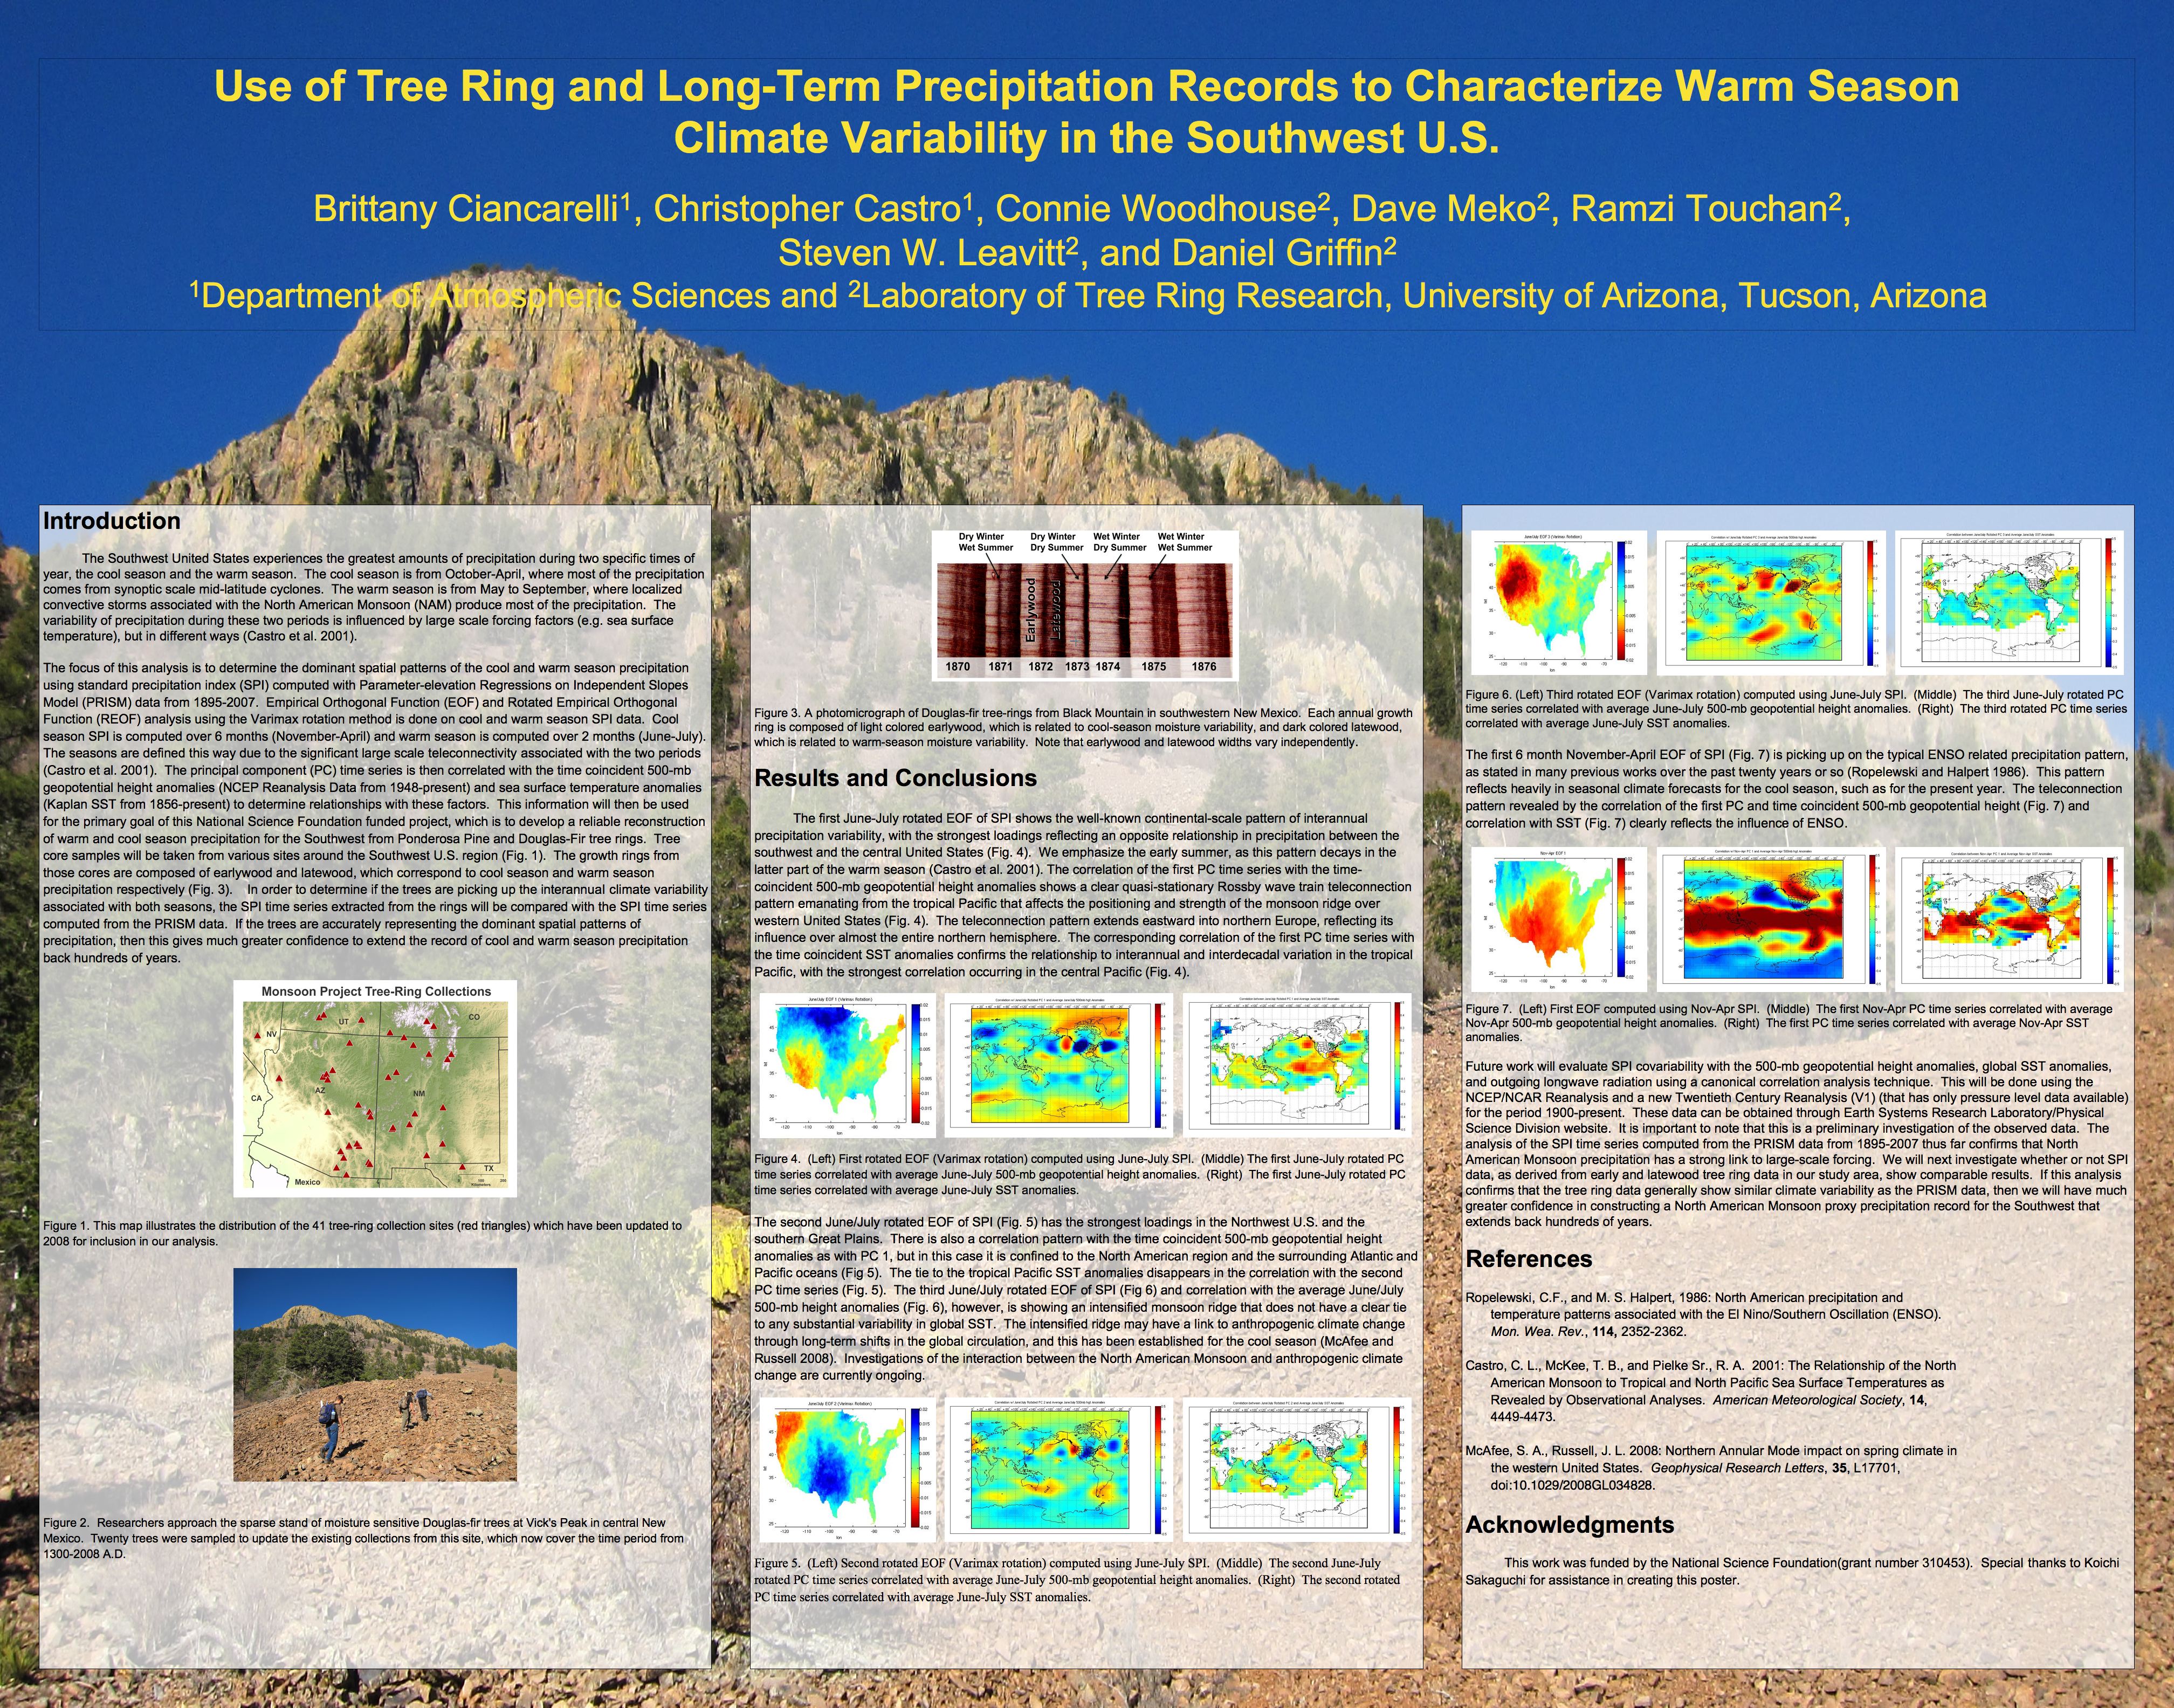 Use of Tree Ring and Long-Term Precipitation Records to Characterize Warm Season
Climate Variability in the Southwest U.S.
Brittany Ciancarelli1, Christopher Castro1, Connie Woodhouse2, Dave Meko2, Ramzi Touchan2,
Steven W. Leavitt2, and Daniel Griffin2
1Department of Atmospheric Sciences and 2Laboratory of Tree Ring Research, University of Arizona, Tucson, Arizona
Introduction
The Southwest United States experiences the greatest amounts of precipitation during two specific times of
year, the cool season and the warm season. The cool season is from October-April, where most of the precipitation
comes from synoptic scale mid-latitude cyclones. The warm season is from May to September, where localized
convective storms associated with the North American Monsoon (NAM) produce most of the precipitation. The
variability of precipitation during these two periods is influenced by large scale forcing factors (e.g. sea surface
temperature), but in different ways (Castro et al. 2001).
The focus of this analysis is to determine the dominant spatial patterns of the cool and warm season precipitation
using standard precipitation index (SPI) computed with Parameter-elevation Regressions on Independent Slopes
Model (PRISM) data from 1895-2007. Empirical Orthogonal Function (EOF) and Rotated Empirical Orthogonal
Function (REOF) analysis using the Varimax rotation method is done on cool and warm season SPI data. Cool
season SPI is computed over 6 months (November-April) and warm season is computed over 2 months (June-July).
The seasons are defined this way due to the significant large scale teleconnectivity associated with the two periods
(Castro et al. 2001). The principal component (PC) time series is then correlated with the time coincident 500-mb
geopotential height anomalies (NCEP Reanalysis Data from 1948-present) and sea surface temperature anomalies
(Kaplan SST from 1856-present) to determine relationships with these factors. This information will then be used
for the primary goal of this National Science Foundation funded project, which is to develop a reliable reconstruction
of warm and cool season precipitation for the Southwest from Ponderosa Pine and Douglas-Fir tree rings. Tree
core samples will be taken from various sites around the Southwest U.S. region (Fig. 1). The growth rings from
those cores are composed of earlywood and latewood, which correspond to cool season and warm season
precipitation respectively (Fig. 3). In order to determine if the trees are picking up the interannual climate variability
associated with both seasons, the SPI time series extracted from the rings will be compared with the SPI time series
computed from the PRISM data. If the trees are accurately representing the dominant spatial patterns of
precipitation, then this gives much greater confidence to extend the record of cool and warm season precipitation
back hundreds of years.
Monsoon Project Tree-Ring Collections
NV
UT
CO
CA
AZ
NM
TX
Mexico
Figure 1. This map illustrates the distribution of the 41 tree-ring collection sites (red triangles) which have been updated to
2008 for inclusion in our analysis.
Figure 2. Researchers approach the sparse stand of moisture sensitive Douglas-fir trees at Vick's Peak in central New
Mexico. Twenty trees were sampled to update the existing collections from this site, which now cover the time period from
1300-2008 A.D.
Dry Winter Dry Winter Wet Winter Wet Winter
Wet Summer Dry Summer Dry Summer Wet Summer
Earlywood
Latewood
1870 1871 1872 1873 1874 1875 1876
Figure 3. A photomicrograph of Douglas-fir tree-rings from Black Mountain in southwestern New Mexico. Each annual growth
ring is composed of light colored earlywood, which is related to cool-season moisture variability, and dark colored latewood,
which is related to warm-season moisture variability. Note that earlywood and latewood widths vary independently.
Results and Conclusions
The first June-July rotated EOF of SPI shows the well-known continental-scale pattern of interannual
precipitation variability, with the strongest loadings reflecting an opposite relationship in precipitation between the
southwest and the central United States (Fig. 4). We emphasize the early summer, as this pattern decays in the
latter part of the warm season (Castro et al. 2001). The correlation of the first PC time series with the time-
coincident 500-mb geopotential height anomalies shows a clear quasi-stationary Rossby wave train teleconnection
pattern emanating from the tropical Pacific that affects the positioning and strength of the monsoon ridge over
western United States (Fig. 4). The teleconnection pattern extends eastward into northern Europe, reflecting its
influence over almost the entire northern hemisphere. The corresponding correlation of the first PC time series with
the time coincident SST anomalies confirms the relationship to interannual and interdecadal variation in the tropical
Pacific, with the strongest correlation occurring in the central Pacific (Fig. 4).
June/July EOF 1 (Varimax Rotation)
Figure 4. (Left) First rotated EOF (Varimax rotation) computed using June-July SPI. (Middle) The first June-July rotated PC
time series correlated with average June-July 500-mb geopotential height anomalies. (Right) The first June-July rotated PC
time series correlated with average June-July SST anomalies.
The second June/July rotated EOF of SPI (Fig. 5) has the strongest loadings in the Northwest U.S. and the
southern Great Plains. There is also a correlation pattern with the time coincident 500-mb geopotential height
anomalies as with PC 1, but in this case it is confined to the North American region and the surrounding Atlantic and
Pacific oceans (Fig 5). The tie to the tropical Pacific SST anomalies disappears in the correlation with the second
PC time series (Fig. 5). The third June/July rotated EOF of SPI (Fig 6) and correlation with the average June/July
500-mb height anomalies (Fig. 6), however, is showing an intensified monsoon ridge that does not have a clear tie
to any substantial variability in global SST. The intensified ridge may have a link to anthropogenic climate change
through long-term shifts in the global circulation, and this has been established for the cool season (McAfee and
Russell 2008). Investigations of the interaction between the North American Monsoon and anthropogenic climate
change are currently ongoing.
June/July EOF 2 (Varimax Rotation)
Figure 5. (Left) Second rotated EOF (Varimax rotation) computed using June-July SPI. (Middle) The second June-July
rotated PC time series correlated with average June-July 500-mb geopotential height anomalies. (Right) The second rotated
PC time series correlated with average June-July SST anomalies.
June/July EOF 3 (Varimax Rotation)
Figure 6. (Left) Third rotated EOF (Varimax rotation) computed using June-July SPI. (Middle) The third June-July rotated PC
time series correlated with average June-July 500-mb geopotential height anomalies. (Right) The third rotated PC time series
correlated with average June-July SST anomalies.
The first 6 month November-April EOF of SPI (Fig. 7) is picking up on the typical ENSO related precipitation pattern,
as stated in many previous works over the past twenty years or so (Ropelewski and Halpert 1986). This pattern
reflects heavily in seasonal climate forecasts for the cool season, such as for the present year. The teleconnection
pattern revealed by the correlation of the first PC and time coincident 500-mb geopotential height (Fig. 7) and
correlation with SST (Fig. 7) clearly reflects the influence of ENSO.
Nov-Apr EOF 1
Figure 7. (Left) First EOF computed using Nov-Apr SPI. (Middle) The first Nov-Apr PC time series correlated with average
Nov-Apr 500-mb geopotential height anomalies. (Right) The first PC time series correlated with average Nov-Apr SST
anomalies.
Future work will evaluate SPI covariability with the 500-mb geopotential height anomalies, global SST anomalies,
and outgoing longwave radiation using a canonical correlation analysis technique. This will be done using the
NCEP/NCAR Reanalysis and a new Twentieth Century Reanalysis (V1) (that has only pressure level data available)
for the period 1900-present. These data can be obtained through Earth Systems Research Laboratory/Physical
Science Division website. It is important to note that this is a preliminary investigation of the observed data. The
analysis of the SPI time series computed from the PRISM data from 1895-2007 thus far confirms that North
American Monsoon precipitation has a strong link to large-scale forcing. We will next investigate whether or not SPI
data, as derived from early and latewood tree ring data in our study area, show comparable results. If this analysis
confirms that the tree ring data generally show similar climate variability as the PRISM data, then we will have much
greater confidence in constructing a North American Monsoon proxy precipitation record for the Southwest that
extends back hundreds of years.
References
Ropelewski, C.F., and M. S. Halpert, 1986: North American precipitation and
temperature patterns associated with the El Nino/Southern Oscillation (ENSO).
Mon. Wea. Rev., 114, 2352-2362.
Castro, C. L., McKee, T. B., and Pielke Sr., R. A. 2001: The Relationship of the North
American Monsoon to Tropical and North Pacific Sea Surface Temperatures as
Revealed by Observational Analyses. American Meteorological Society, 14,
4449-4473.
McAfee, S. A., Russell, J. L. 2008: Northern Annular Mode impact on spring climate in
the western United States. Geophysical Research Letters, 35, L17701,
doi:10.1029/2008GL034828.
Acknowledgments
This work was funded by the National Science Foundation(grant number 310453). Special thanks to Koichi
Sakaguchi for assistance in creating this poster.